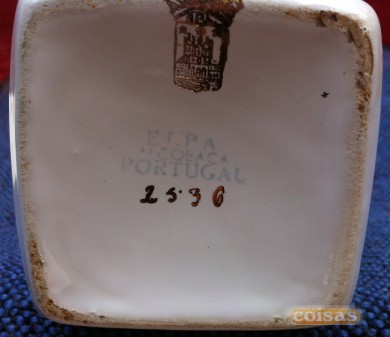 E.L.P.A
ALCOBAÇA
PORTUGAL
2536
coisas